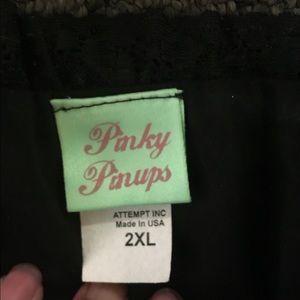 Pinky
Pinups
ATTEMPT INC
Made In USA
2XL